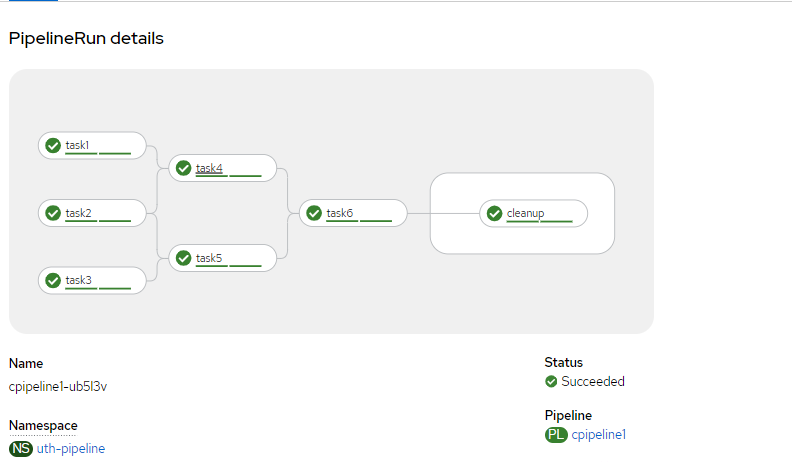 PipelineRun details
task1
task4
task2
task6
cleanup
task5
task3
Name
cpipeline1-ub5l3v
Status
Succeeded
Namespace
NS uth-pipeline
Pipeline
PL cpipeline1